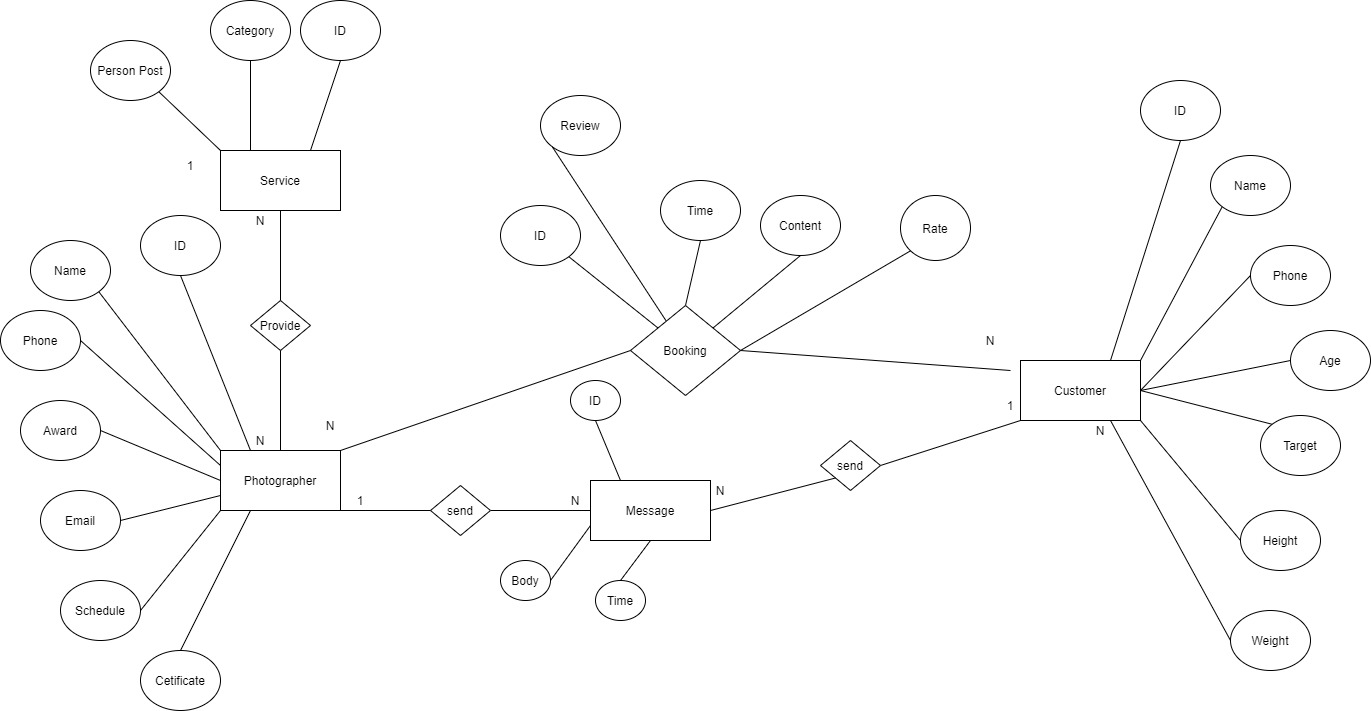 Category
ID
Person Post
ID
Review
1
Service
Name
Time
N
Content
Rate
ID
ID
Name
Phone
Provide
Phone
N
Booking
Age
Customer
ID
1
N
Award
N
N
Target
send
Photographer
N
1
N
send
Message
Email
Height
Body
Time
Schedule
Weight
Cetificate